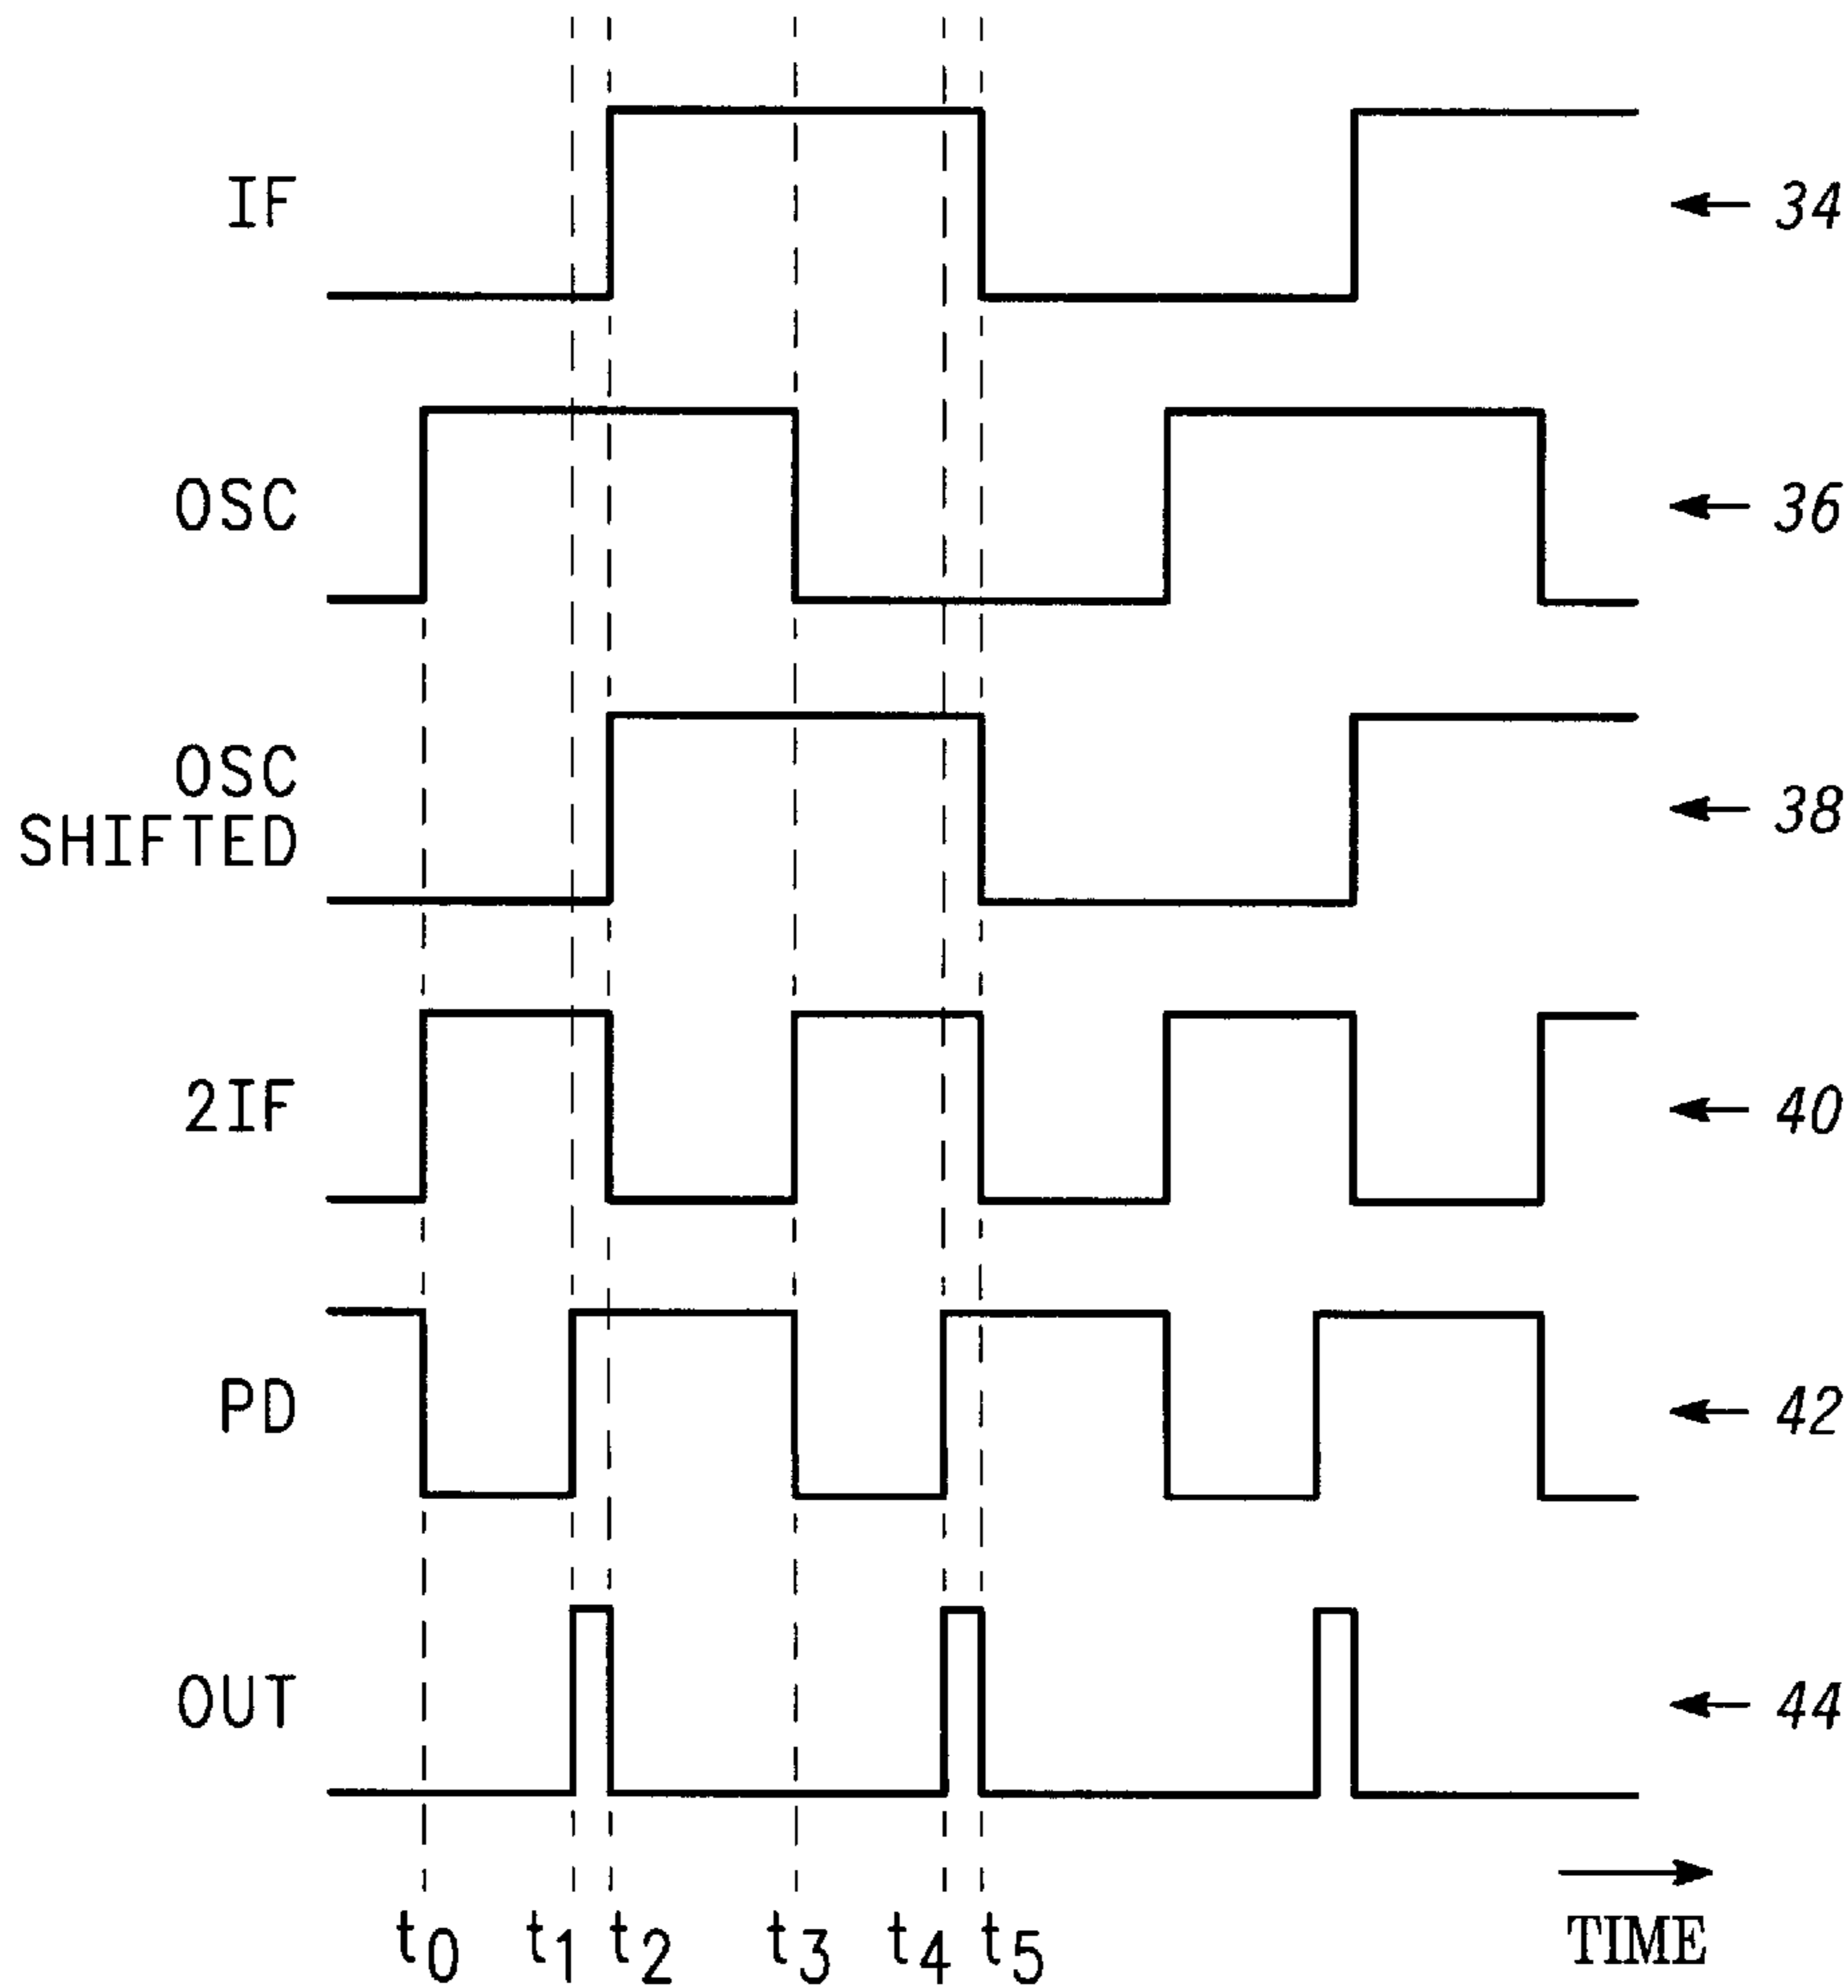 IF 34
OSC 36
OSC
SHIFTED 38
2IF 40
PD 42
OUT 44
t0 t1 t2 t3 t4 t5 TIME